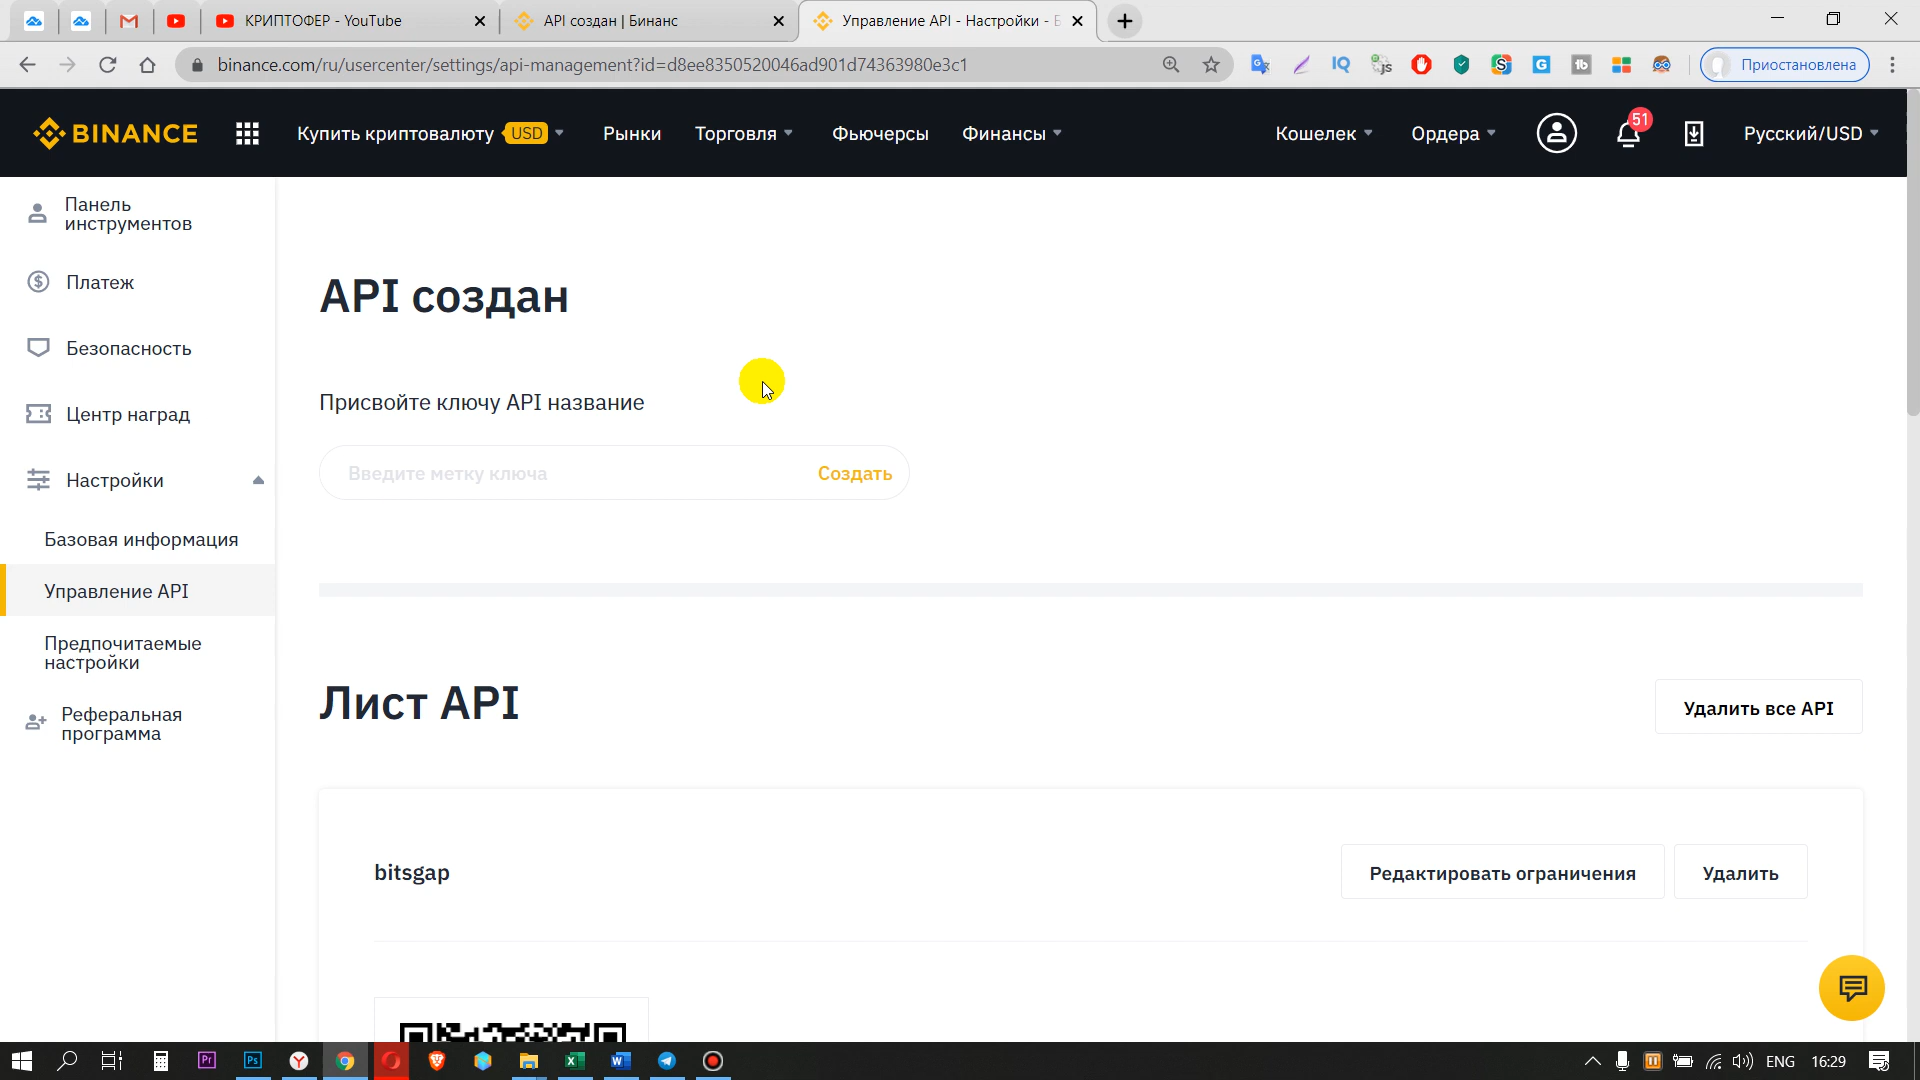 КРИПТОФЕР - YouTube
API создан | Бинанс
Управление API - Настройки - Б
binance.com/ru/usercenter/settings/api-management?id=d8ee8350520046ad901d74363980e3c1
Приостановлена
BINANCE
Купить криптовалюту USD
Рынки
Торговля
Фьючерсы
Финансы
Кошелек
Ордера
51
Русский/USD
Панель
инструментов
Платеж
Безопасность
Центр наград
Настройки
Базовая информация
Управление API
Предпочитаемые
настройки
Реферальная
программа
API создан
Присвойте ключу API название
Введите метку ключа
Создать
Лист API
Удалить все API
bitsgap
Редактировать ограничения
Удалить
ENG
16:29